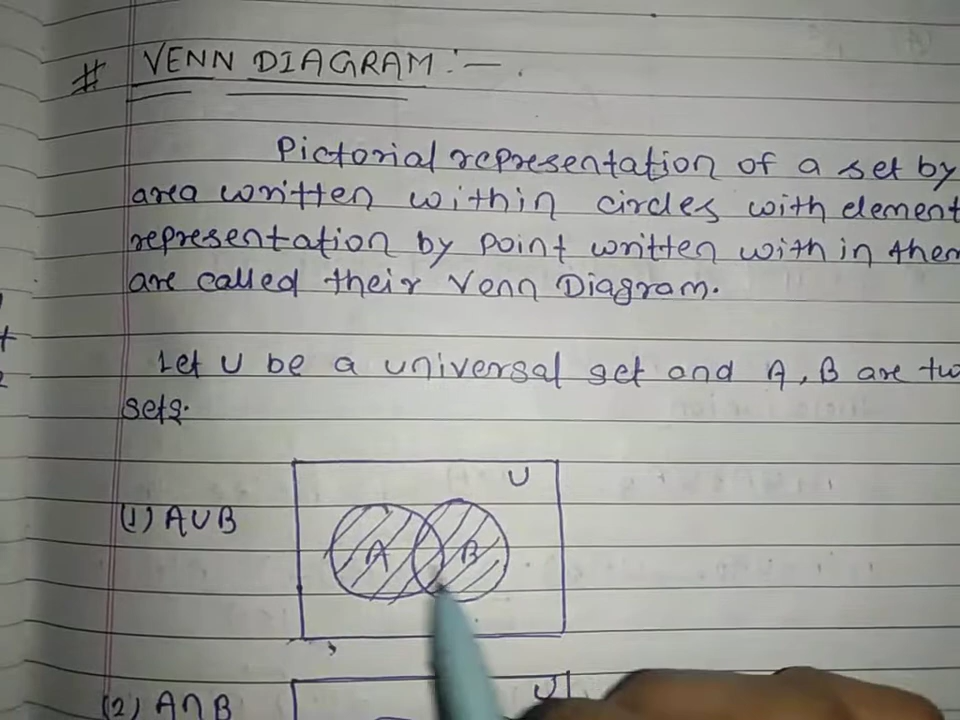 # VENN DIAGRAM :— .
Pictorial representation of a set by
area written within circles with element
representation by point written with in them
are called their Venn Diagram.
Let U be a universal set and A, B are two
sets.
U
(1) A∪B
A B
(2) A∩B
U